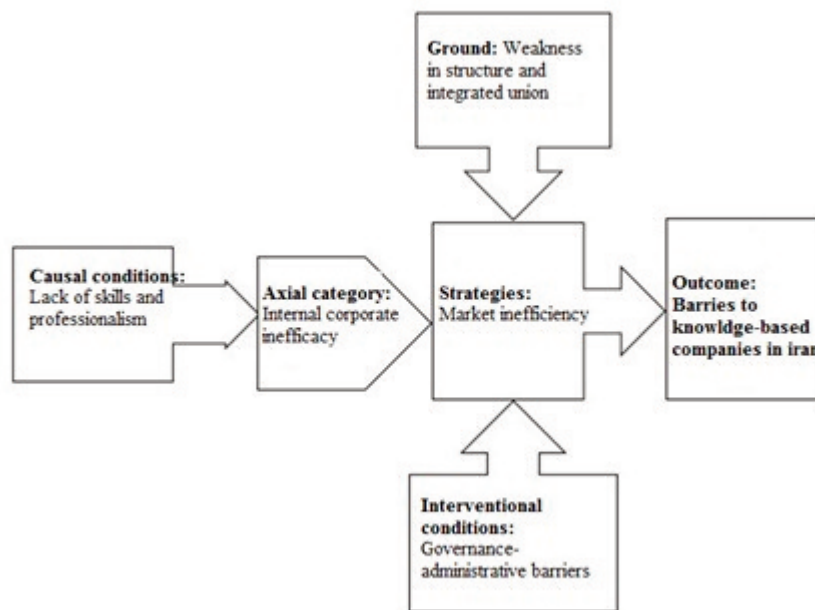 Ground: Weakness
in structure and
integrated union
Causal conditions:
Lack of skills and
professionalism
Axial category:
Internal corporate
inefficacy
Strategies:
Market inefficiency
Outcome:
Barries to
knowldge-based
companies in iran
Interventional
conditions:
Governance-
administrative barriers